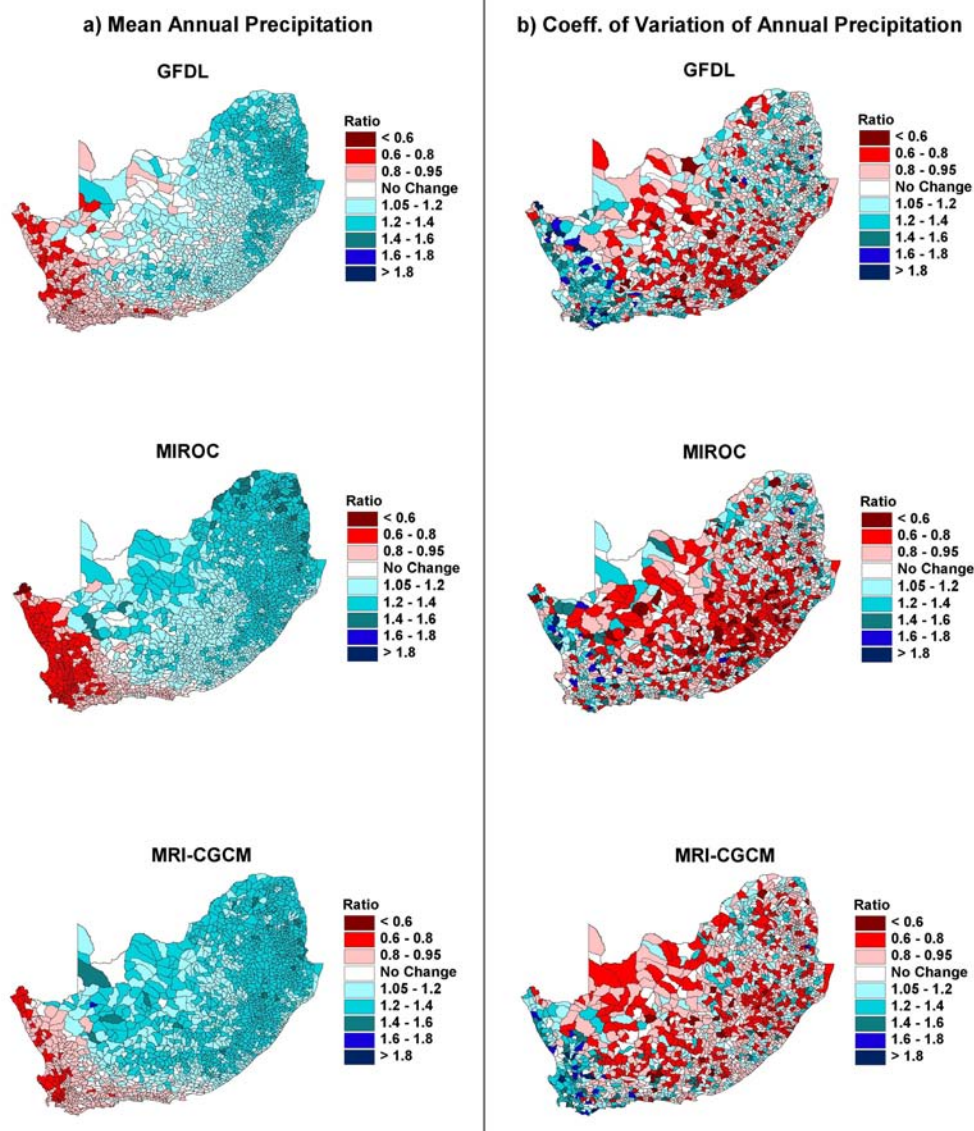 a) Mean Annual Precipitation
GFDL
Ratio
< 0.6
0.6 - 0.8
0.8 - 0.95
No Change
1.05 - 1.2
1.2 - 1.4
1.4 - 1.6
1.6 - 1.8
> 1.8
MIROC
Ratio
< 0.6
0.6 - 0.8
0.8 - 0.95
No Change
1.05 - 1.2
1.2 - 1.4
1.4 - 1.6
1.6 - 1.8
> 1.8
MRI-CGCM
Ratio
< 0.6
0.6 - 0.8
0.8 - 0.95
No Change
1.05 - 1.2
1.2 - 1.4
1.4 - 1.6
1.6 - 1.8
> 1.8
b) Coeff. of Variation of Annual Precipitation
GFDL
Ratio
< 0.6
0.6 - 0.8
0.8 - 0.95
No Change
1.05 - 1.2
1.2 - 1.4
1.4 - 1.6
1.6 - 1.8
> 1.8
MIROC
Ratio
< 0.6
0.6 - 0.8
0.8 - 0.95
No Change
1.05 - 1.2
1.2 - 1.4
1.4 - 1.6
1.6 - 1.8
> 1.8
MRI-CGCM
Ratio
< 0.6
0.6 - 0.8
0.8 - 0.95
No Change
1.05 - 1.2
1.2 - 1.4
1.4 - 1.6
1.6 - 1.8
> 1.8